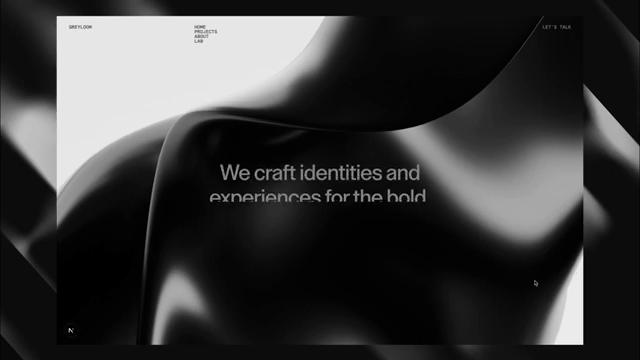 GREYLOOM
HOME
PROJECTS
ABOUT
LAB
LET'S TALK
We craft identities and
experiences for the bold
N